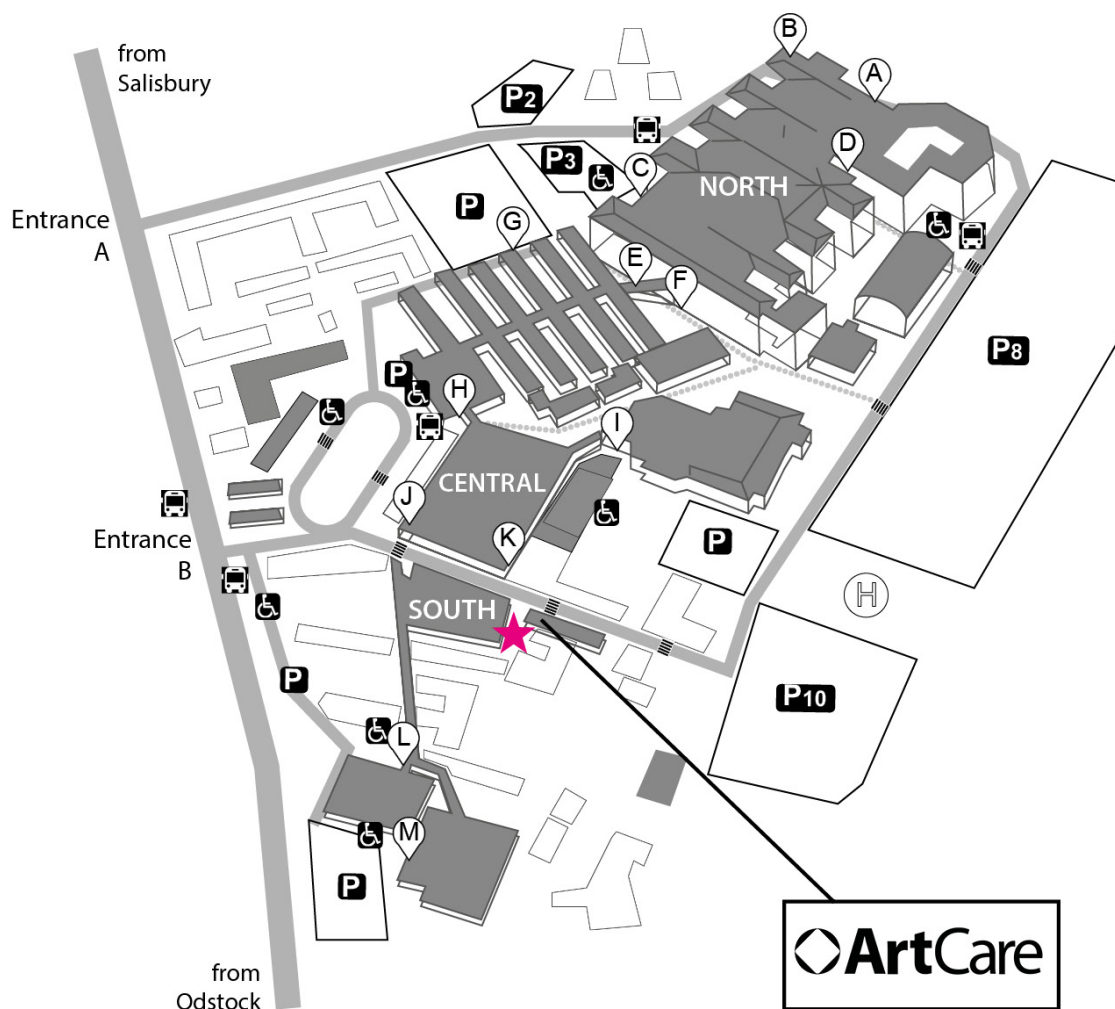 from
Salisbury
B
A
P2
P3
C
D
NORTH
P
G
Entrance
A
E
F
P8
P
H
I
CENTRAL
J
K
P
Entrance
B
H
SOUTH
P
P10
L
M
P
ArtCare
from
Odstock